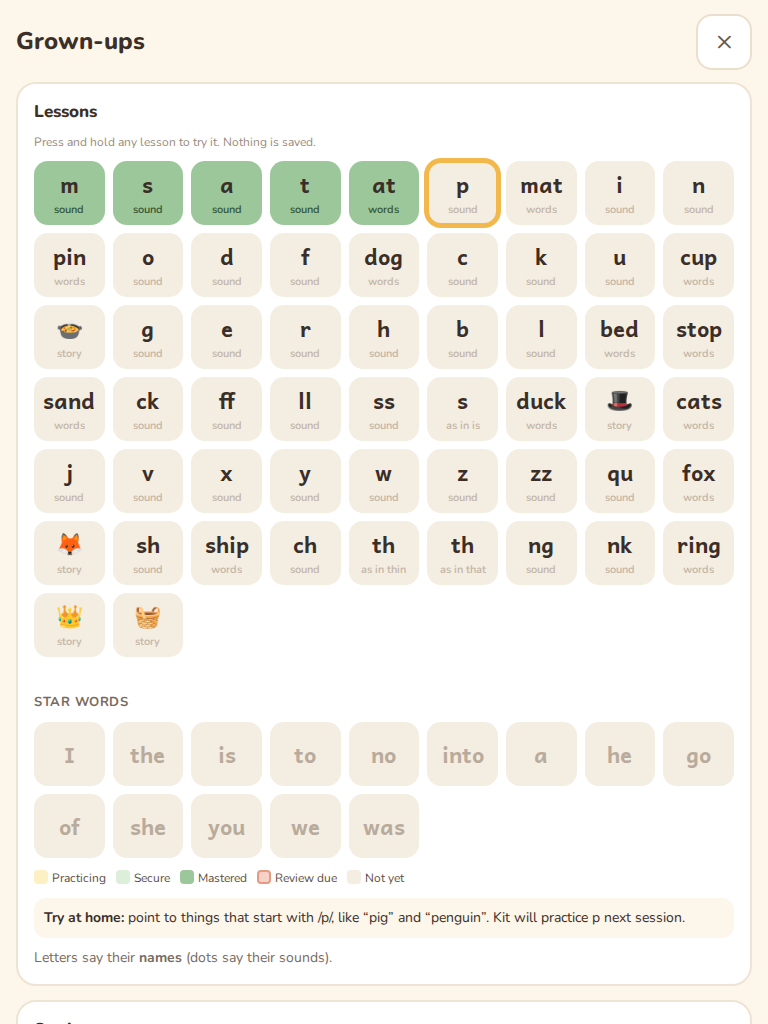 Grown-ups
Lessons
Press and hold any lesson to try it. Nothing is saved.
m s a t at p mat i n
sound sound sound sound words sound words sound sound
pin o d f dog c k u cup
words sound sound sound words sound sound sound words
g e r h b l bed stop
story sound sound sound sound sound sound words words
sand ck ff ll ss s duck cats
words sound sound sound sound as in is words story words
j v x y w z zz qu fox
sound sound sound sound sound sound sound sound words
sh ship ch th th ng nk ring
story sound words sound as in thin as in that sound sound words
story story
STAR WORDS
I the is to no into a he go
of she you we was
Practicing Secure Mastered Review due Not yet
Try at home: point to things that start with /p/, like “pig” and “penguin”. Kit will practice p next session.
Letters say their names (dots say their sounds).